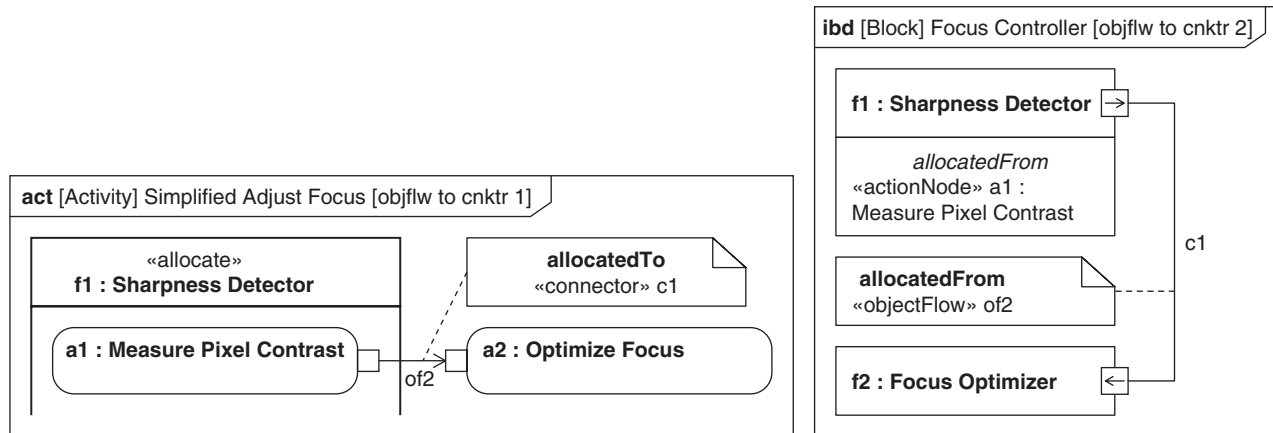 act [Activity] Simplified Adjust Focus [objflw to cnktr 1]
«allocate»
f1 : Sharpness Detector
allocatedTo
«connector» c1
a1 : Measure Pixel Contrast
of2
a2 : Optimize Focus
ibd [Block] Focus Controller [objflw to cnktr 2]
f1 : Sharpness Detector
allocatedFrom
«actionNode» a1 :
Measure Pixel Contrast
c1
allocatedFrom
«objectFlow» of2
f2 : Focus Optimizer